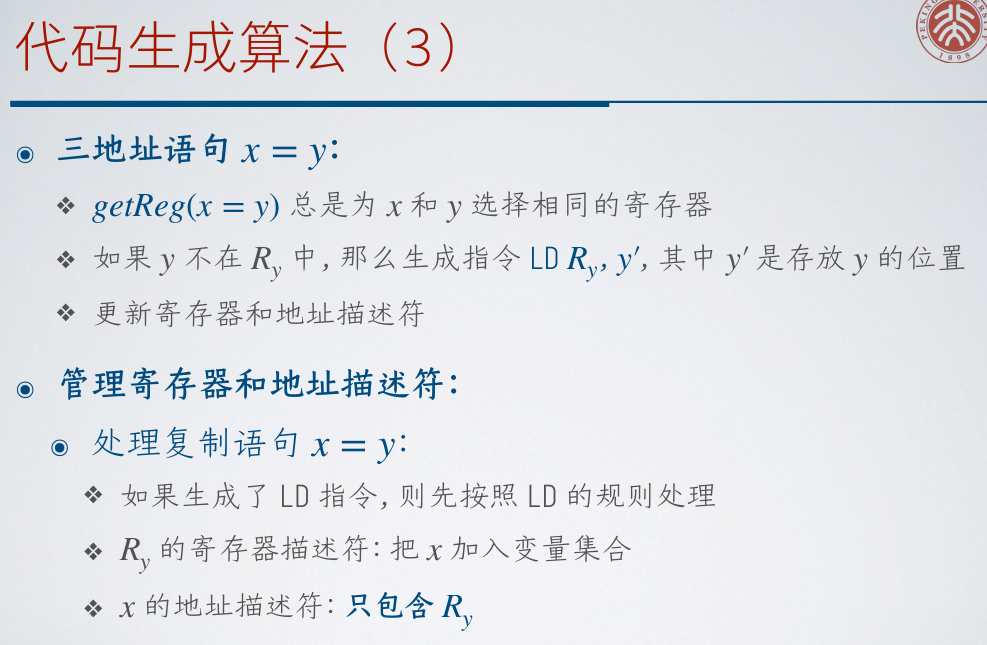 代码生成算法（3）
PEKING UNIVERSITY 1898
三地址语句 x = y：
getReg(x = y) 总是为 x 和 y 选择相同的寄存器
如果 y 不在 R_y 中, 那么生成指令 LD R_y, y′, 其中 y′ 是存放 y 的位置
更新寄存器和地址描述符
管理寄存器和地址描述符：
处理复制语句 x = y：
如果生成了 LD 指令, 则先按照 LD 的规则处理
R_y 的寄存器描述符：把 x 加入变量集合
x 的地址描述符：只包含 R_y